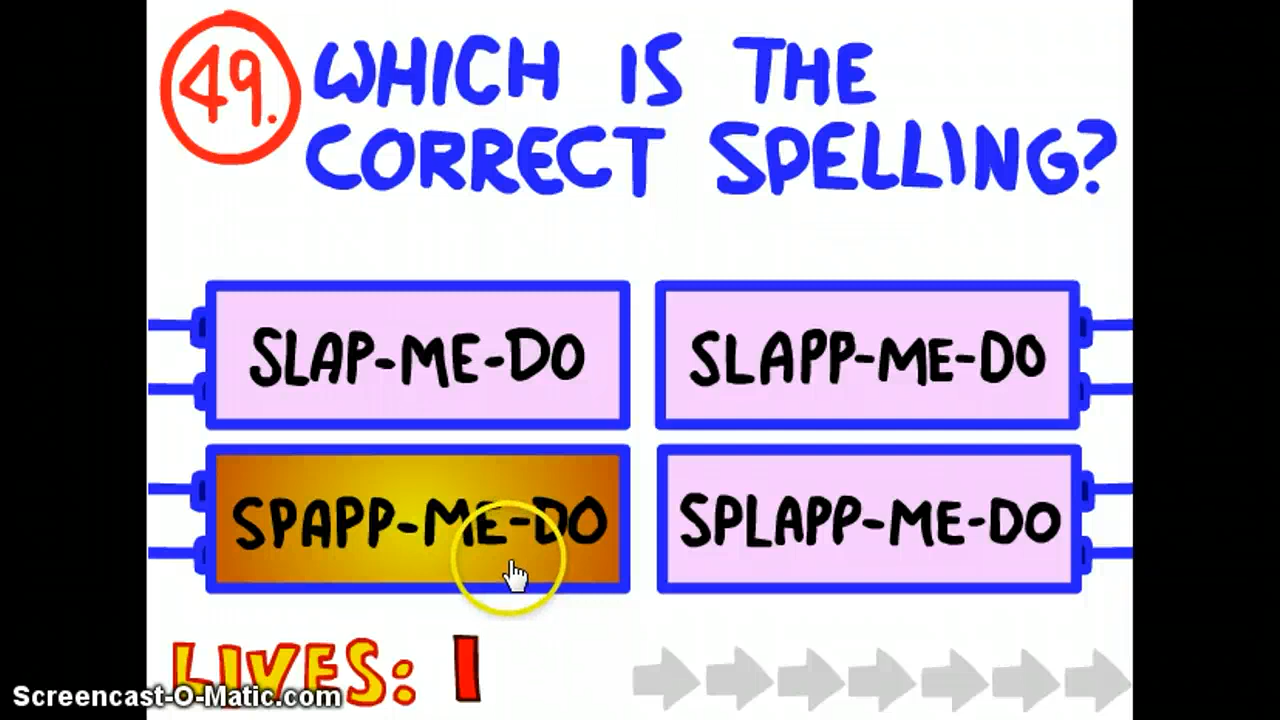 49. WHICH IS THE
CORRECT SPELLING?
SLAP-ME-DO
SLAPP-ME-DO
SPAPP-ME-DO
SPLAPP-ME-DO
LIVES: 1
Screencast-O-Matic.com